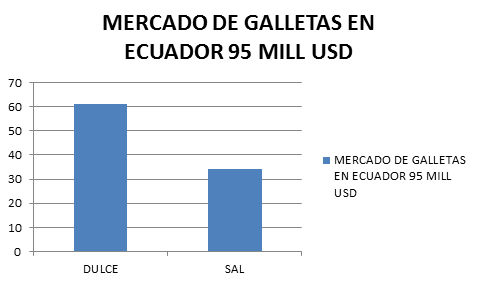 MERCADO DE GALLETAS EN
ECUADOR 95 MILL USD
70
60
50
40
30
20
10
0
DULCE
SAL
MERCADO DE GALLETAS
EN ECUADOR 95 MILL
USD